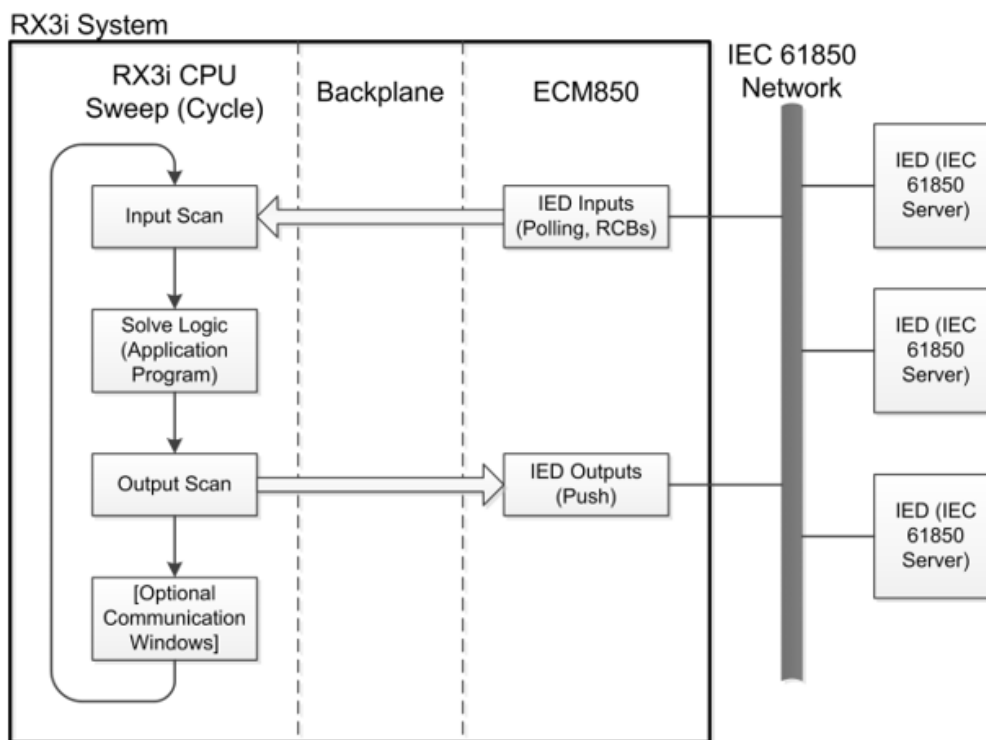 RX3i System
RX3i CPU
Sweep (Cycle)
Backplane
ECM850
IEC 61850
Network
Input Scan
IED Inputs
(Polling, RCBs)
IED (IEC
61850
Server)
Solve Logic
(Application
Program)
IED (IEC
61850
Server)
Output Scan
IED Outputs
(Push)
IED (IEC
61850
Server)
[Optional
Communication
Windows]